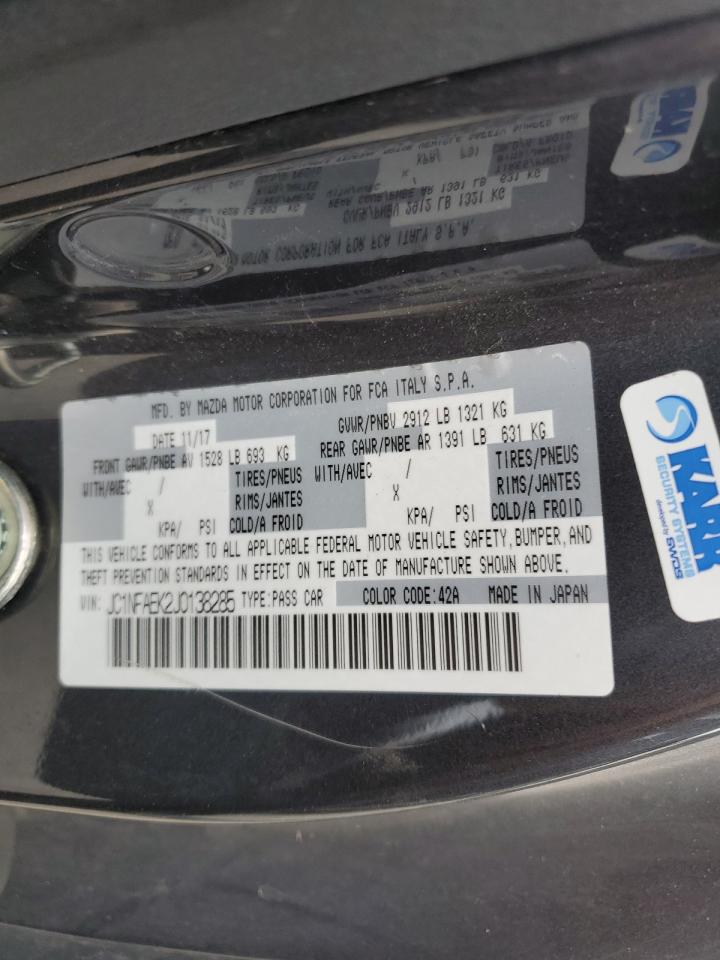 MFD. BY MAZDA MOTOR CORPORATION FOR FCA ITALY S.P.A.
DATE 11/17 GVWR/PNBV 2912 LB 1321 KG
FRONT GAWR/PNBE AV 1528 LB 693 KG REAR GAWR/PNBE AR 1391 LB 631 KG
WITH/AVEC / TIRES/PNEUS WITH/AVEC / TIRES/PNEUS
X RIMS/JANTES X RIMS/JANTES
KPA/ PSI COLD/A FROID KPA/ PSI COLD/A FROID
THIS VEHICLE CONFORMS TO ALL APPLICABLE FEDERAL MOTOR VEHICLE SAFETY, BUMPER, AND
THEFT PREVENTION STANDARDS IN EFFECT ON THE DATE OF MANUFACTURE SHOWN ABOVE.
VIN: JC1NFAEK2J0138285 TYPE:PASS CAR COLOR CODE:42A MADE IN JAPAN
KARR
SECURITY SYSTEMS
developed by SWDS